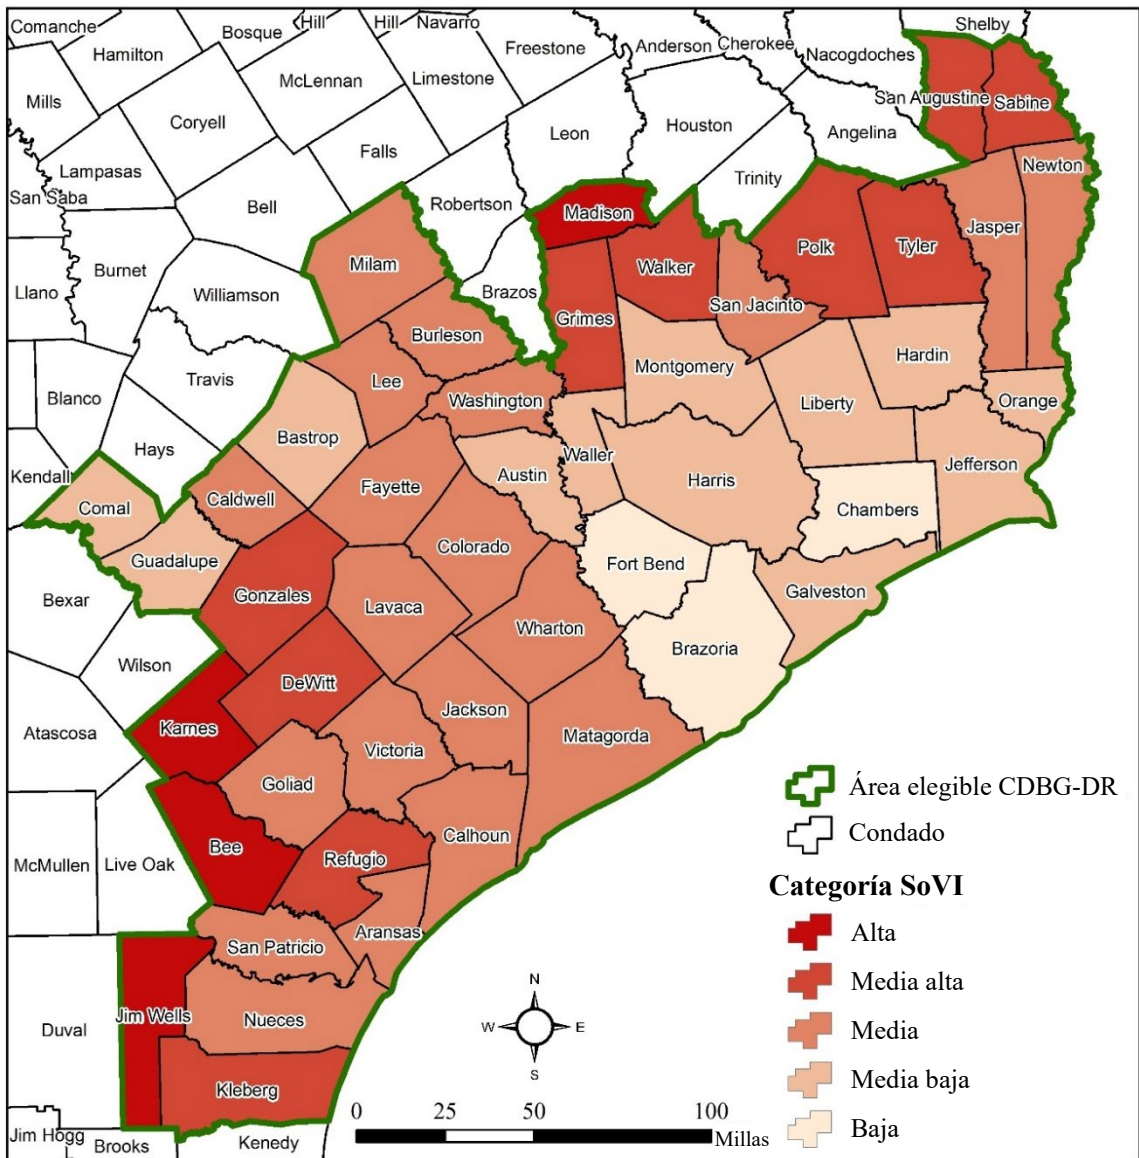 Comanche
Hamilton
Bosque
Hill
Hill
Navarro
Freestone
Anderson
Cherokee
Nacogdoches
Shelby
Mills
McLennan
Limestone
San Augustine
Sabine
Coryell
Leon
Houston
Angelina
Falls
Lampasas
Trinity
Newton
San Saba
Bell
Robertson
Madison
Jasper
Burnet
Milam
Walker
Polk
Tyler
Llano
Williamson
Brazos
San Jacinto
Grimes
Burleson
Hardin
Montgomery
Travis
Lee
Blanco
Washington
Liberty
Orange
Bastrop
Hays
Waller
Jefferson
Kendall
Austin
Harris
Fayette
Caldwell
Comal
Chambers
Colorado
Guadalupe
Fort Bend
Galveston
Bexar
Gonzales
Lavaca
Wharton
Brazoria
Wilson
DeWitt
Jackson
Karnes
Atascosa
Matagorda
Victoria
Goliad
Calhoun
Bee
Refugio
McMullen
Live Oak
Aransas
San Patricio
Jim Wells
Nueces
Duval
Kleberg
Jim Hogg
Brooks
Kenedy
N
W
E
S
0
25
50
100
Millas
Área elegible CDBG-DR
Condado
Categoría SoVI
Alta
Media alta
Media
Media baja
Baja